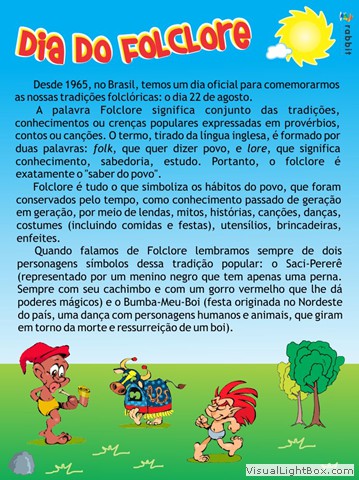 Dia Do Folclore
rabbit
Desde 1965, no Brasil, temos um dia oficial para comemorarmos
as nossas tradições folclóricas: o dia 22 de agosto.
A palavra Folclore significa conjunto das tradições,
conhecimentos ou crenças populares expressadas em provérbios,
contos ou canções. O termo, tirado da língua inglesa, é formado por
duas palavras: folk, que quer dizer povo, e lore, que significa
conhecimento, sabedoria, estudo. Portanto, o folclore é
exatamente o "saber do povo".
Folclore é tudo o que simboliza os hábitos do povo, que foram
conservados pelo tempo, como conhecimento passado de geração
em geração, por meio de lendas, mitos, histórias, canções, danças,
costumes (incluindo comidas e festas), utensílios, brincadeiras,
enfeites.
Quando falamos de Folclore lembramos sempre de dois
personagens símbolos dessa tradição popular: o Saci-Pererê
(representado por um menino negro que tem apenas uma perna.
Sempre com seu cachimbo e com um gorro vermelho que lhe dá
poderes mágicos) e o Bumba-Meu-Boi (festa originada no Nordeste
do país, uma dança com personagens humanos e animais, que giram
em torno da morte e ressurreição de um boi).
VisualLightBox.com